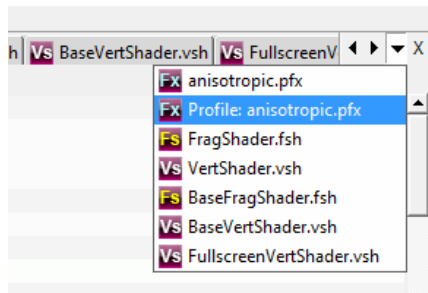 h Vs BaseVertShader.vsh Vs FullscreenV X
Fx anisotropic.pfx
Fx Profile: anisotropic.pfx
Fs FragShader.fsh
Vs VertShader.vsh
Fs BaseFragShader.fsh
Vs BaseVertShader.vsh
Vs FullscreenVertShader.vsh